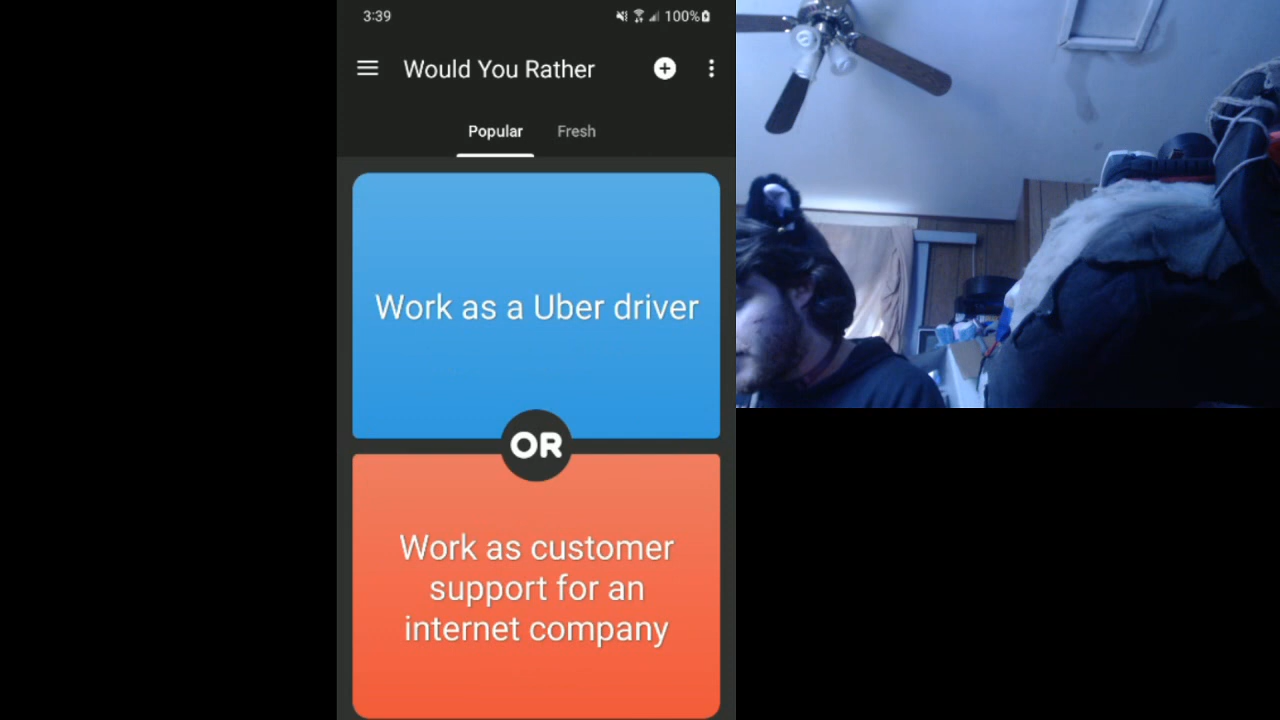 3:39
100%
Would You Rather
Popular
Fresh
Work as a Uber driver
OR
Work as customer
support for an
internet company